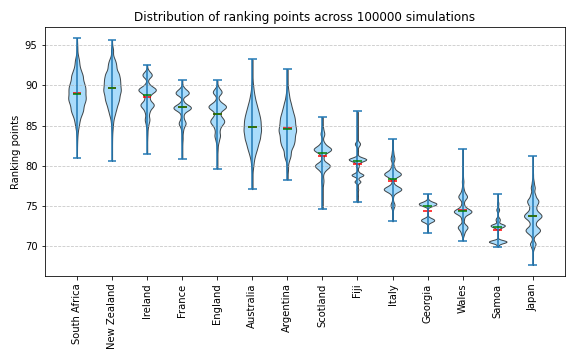 Distribution of ranking points across 100000 simulations
Ranking points
95
90
85
80
75
70
South Africa
New Zealand
Ireland
France
England
Australia
Argentina
Scotland
Fiji
Italy
Georgia
Wales
Samoa
Japan